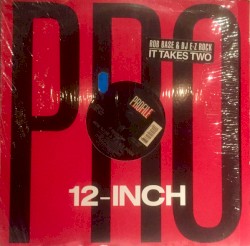 PRO
ROB BASE & DJ E-Z ROCK
IT TAKES TWO
PROFILE
12-INCH